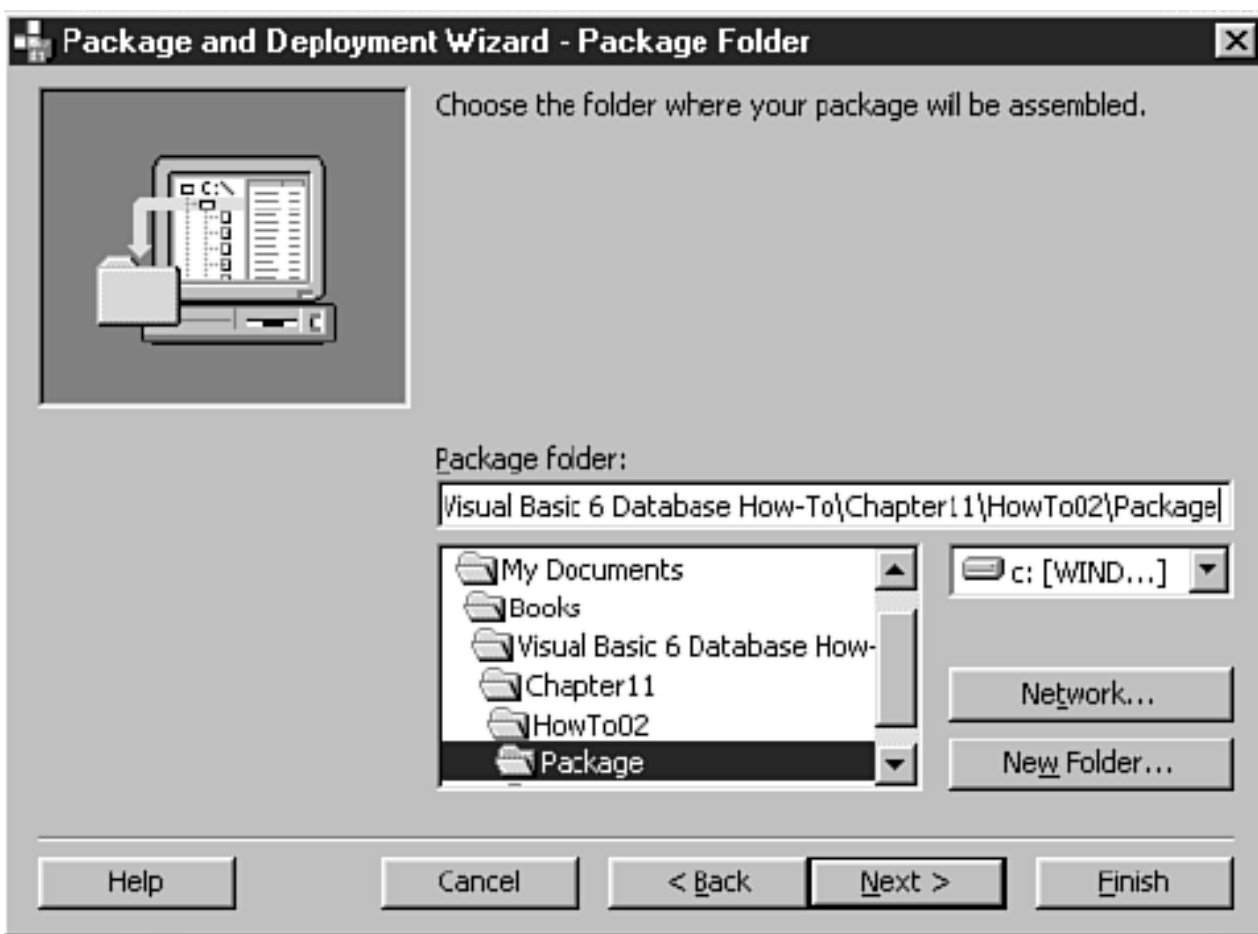 Package and Deployment Wizard - Package Folder
Choose the folder where your package will be assembled.
C:\
Package folder:
Visual Basic 6 Database How-To\Chapter11\HowTo02\Package
My Documents
Books
Visual Basic 6 Database How-
Chapter11
HowTo02
Package
c: [WIND...]
Network...
New Folder...
Help
Cancel
< Back
Next >
Finish